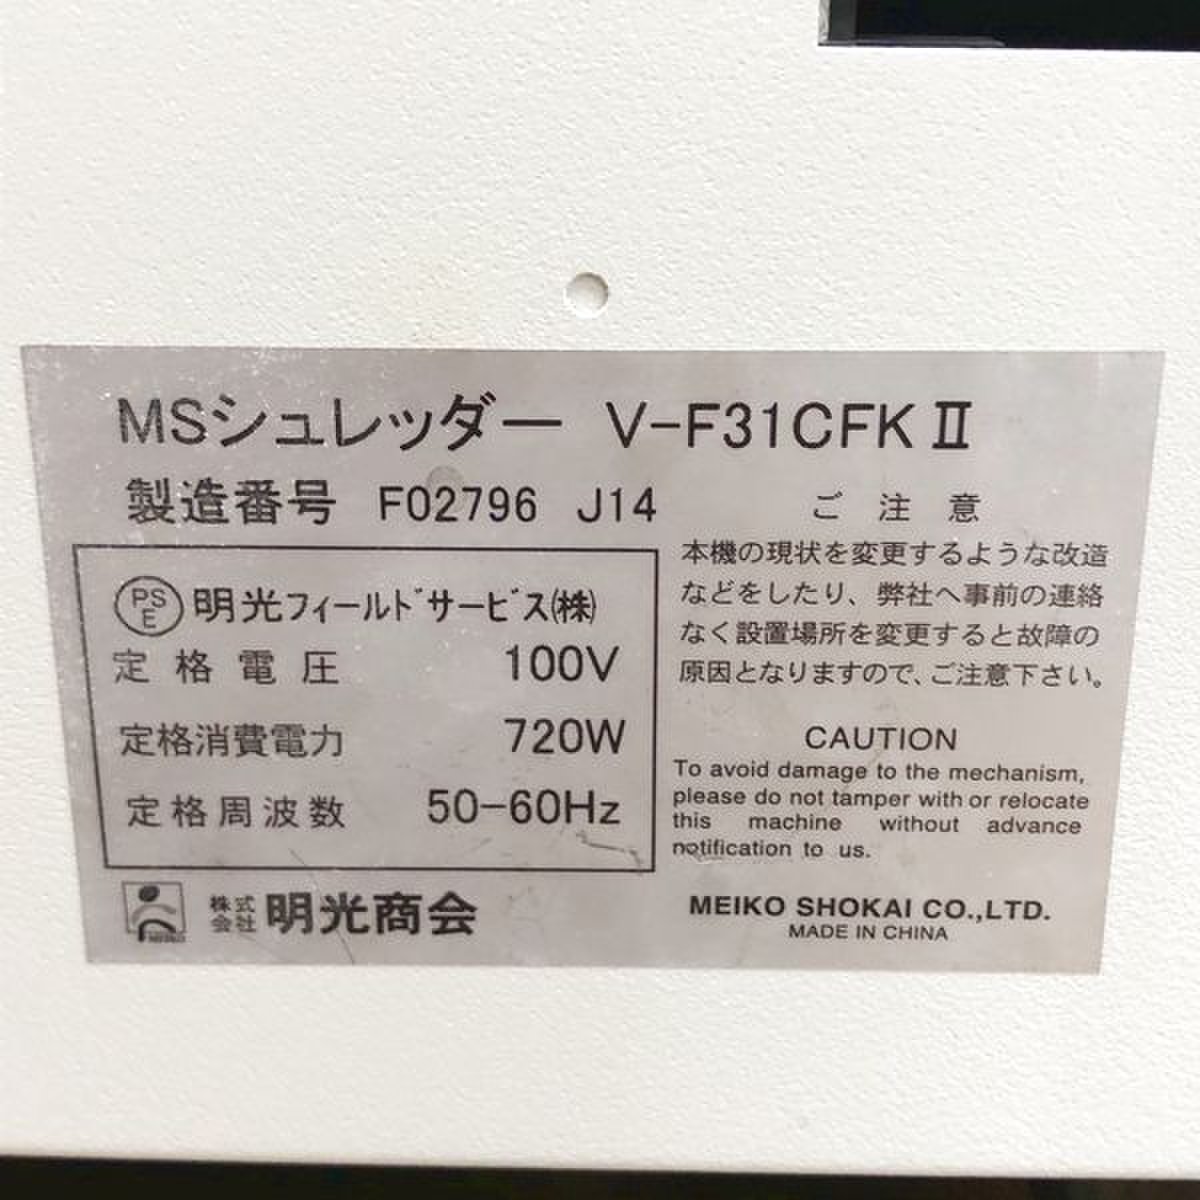 MSシュレッダー V-F31CFKⅡ
製造番号 F02796 J14
PS
E
明光フィールドサービス(株)
定格電圧 100V
定格消費電力 720W
定格周波数 50-60Hz
ご注意
本機の現状を変更するような改造
などをしたり、弊社へ事前の連絡
なく設置場所を変更すると故障の
原因となりますので、ご注意下さい。
CAUTION
To avoid damage to the mechanism,
please do not tamper with or relocate
this machine without advance
notification to us.
株式会社 明光商会
MEIKO SHOKAI CO.,LTD.
MADE IN CHINA